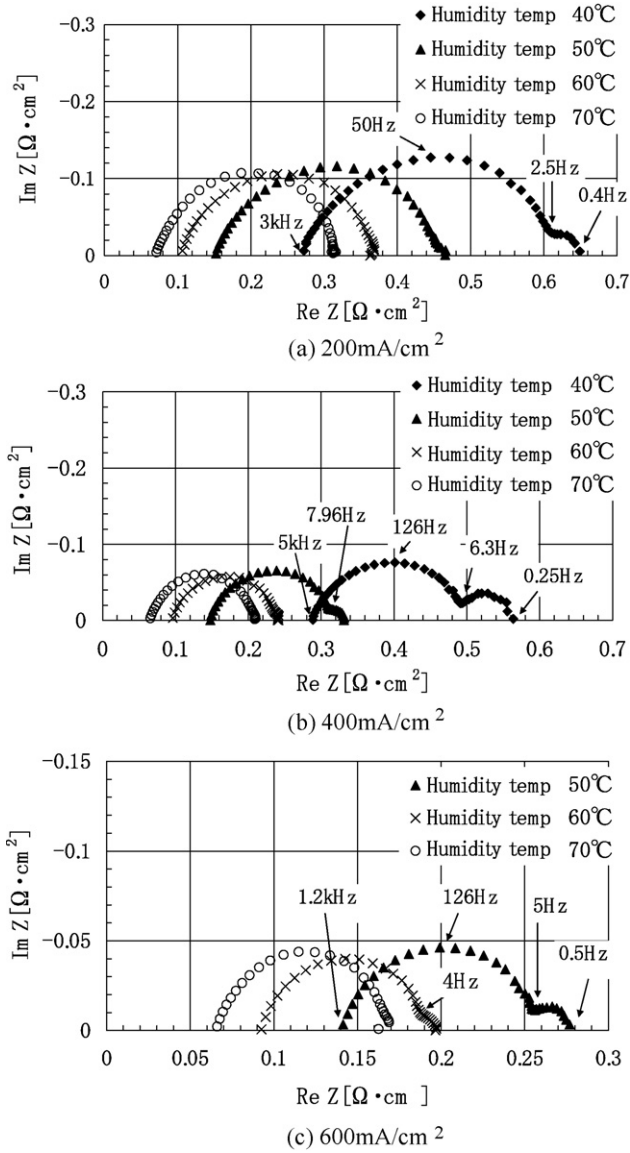 -0.3
-0.2
-0.1
0
Im Z [Ω・cm²]
◆ Humidity temp 40℃
▲ Humidity temp 50℃
× Humidity temp 60℃
○ Humidity temp 70℃
50Hz
2.5Hz
0.4Hz
3kHz
0 0.1 0.2 0.3 0.4 0.5 0.6 0.7
Re Z [Ω・cm²]
(a) 200mA/cm²
-0.3
-0.2
-0.1
0
Im Z [Ω・cm²]
◆ Humidity temp 40℃
▲ Humidity temp 50℃
× Humidity temp 60℃
○ Humidity temp 70℃
7.96Hz
5kHz
126Hz
6.3Hz
0.25Hz
0 0.1 0.2 0.3 0.4 0.5 0.6 0.7
Re Z [Ω・cm²]
(b) 400mA/cm²
-0.15
-0.1
-0.05
0
Im Z [Ω・cm²]
▲ Humidity temp 50℃
× Humidity temp 60℃
○ Humidity temp 70℃
1.2kHz
126Hz
5Hz
0.5Hz
4Hz
0 0.05 0.1 0.15 0.2 0.25 0.3
Re Z [Ω・cm ]
(c) 600mA/cm²